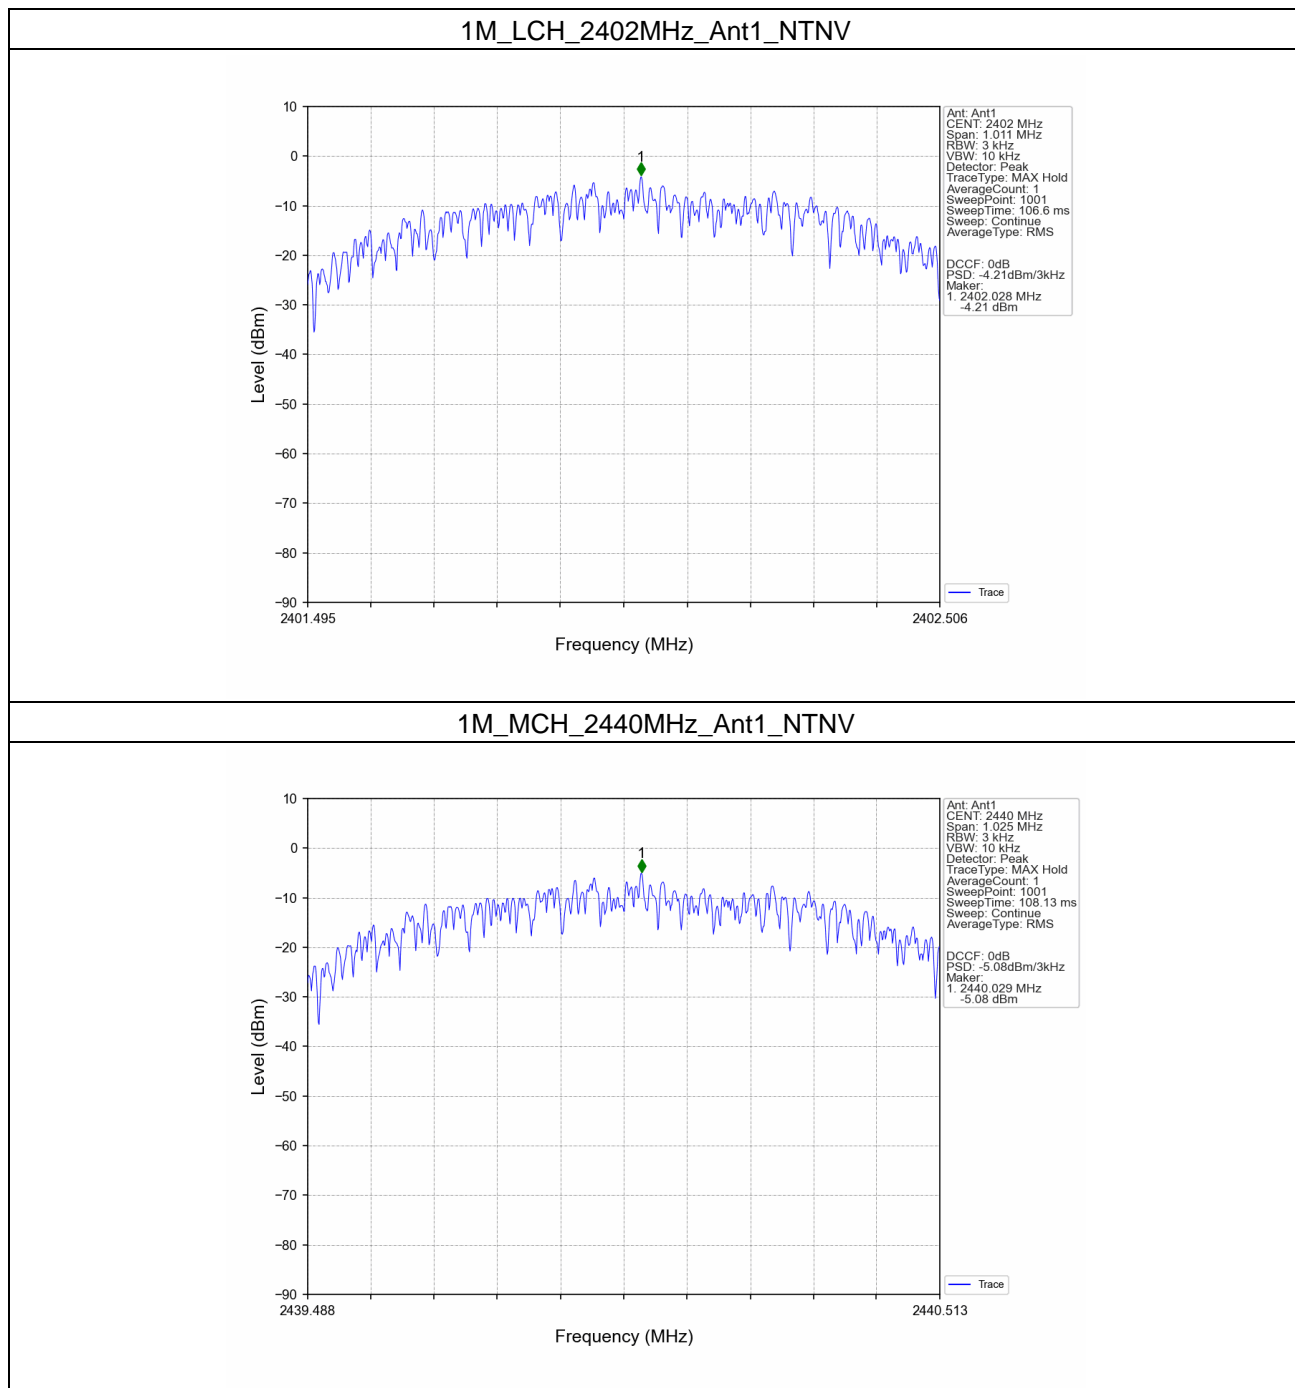 1M_LCH_2402MHz_Ant1_NTNV
10
0
−10
−20
−30
−40
−50
−60
−70
−80
−90
Level (dBm)
1
2401.495
2402.506
Frequency (MHz)
Ant: Ant1
CENT: 2402 MHz
Span: 1.011 MHz
RBW: 3 kHz
VBW: 10 kHz
Detector: Peak
TraceType: MAX Hold
AverageCount: 1
SweepPoint: 1001
SweepTime: 106.6 ms
Sweep: Continue
AverageType: RMS
DCCF: 0dB
PSD: -4.21dBm/3kHz
Maker:
1. 2402.028 MHz
-4.21 dBm
Trace
1M_MCH_2440MHz_Ant1_NTNV
10
0
−10
−20
−30
−40
−50
−60
−70
−80
−90
Level (dBm)
1
2439.488
2440.513
Frequency (MHz)
Ant: Ant1
CENT: 2440 MHz
Span: 1.025 MHz
RBW: 3 kHz
VBW: 10 kHz
Detector: Peak
TraceType: MAX Hold
AverageCount: 1
SweepPoint: 1001
SweepTime: 108.13 ms
Sweep: Continue
AverageType: RMS
DCCF: 0dB
PSD: -5.08dBm/3kHz
Maker:
1. 2440.029 MHz
-5.08 dBm
Trace